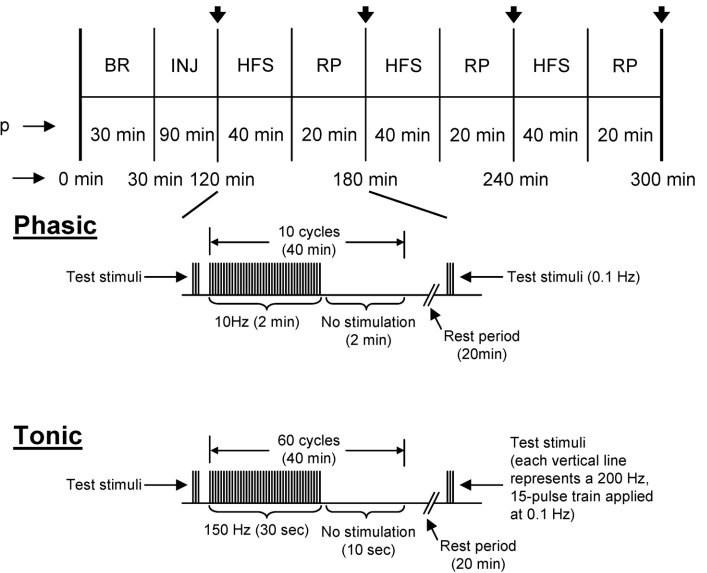 BR INJ HFS RP HFS RP HFS RP
p 30 min 90 min 40 min 20 min 40 min 20 min 40 min 20 min
0 min 30 min 120 min 180 min 240 min 300 min
Phasic
10 cycles
(40 min)
Test stimuli
Test stimuli (0.1 Hz)
10Hz (2 min)
No stimulation
(2 min)
Rest period
(20min)
Tonic
60 cycles
(40 min)
Test stimuli
Test stimuli
(each vertical line
represents a 200 Hz,
15-pulse train applied
at 0.1 Hz)
150 Hz (30 sec)
No stimulation
(10 sec)
Rest period
(20 min)